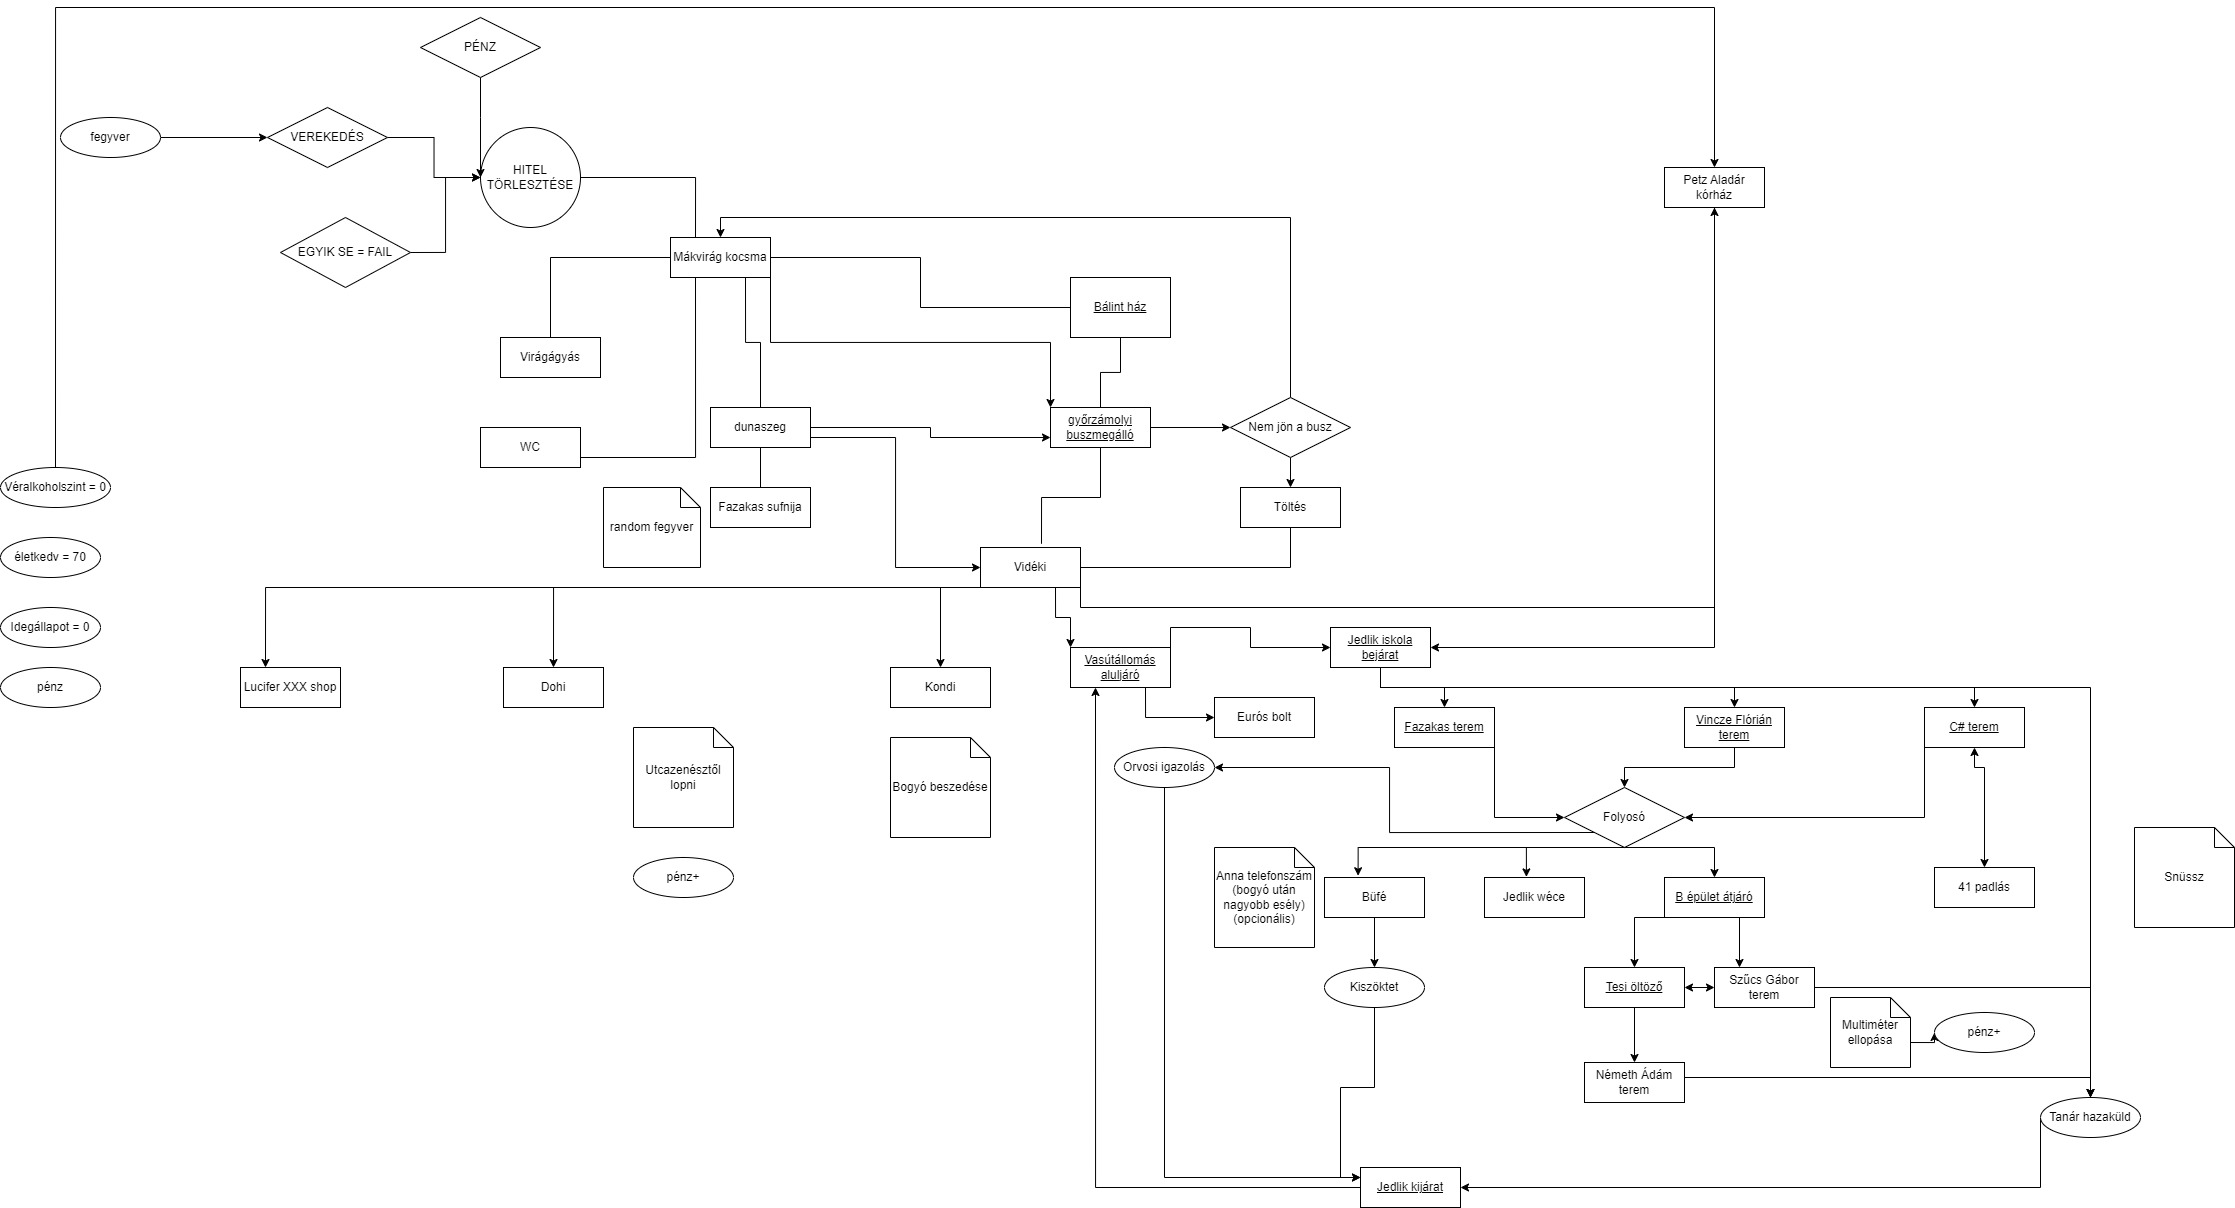 PÉNZ
fegyver
VEREKEDÉS
HITEL
TÖRLESZTÉSE
EGYIK SE = FAIL
Petz Aladár
kórház
Mákvirág kocsma
Bálint ház
Virágágyás
WC
dunaszeg
győrzámolyi
buszmegálló
Nem jön a busz
Véralkoholszint = 0
random fegyver
Fazakas sufnija
Töltés
életkedv = 70
Vidéki
Idegállapot = 0
pénz
Lucifer XXX shop
Dohi
Kondi
Vasútállomás
aluljáró
Jedlik iskola
bejárat
Eurós bolt
Fazakas terem
Vincze Flórián
terem
C# terem
Utcazenésztől
lopni
Bogyó beszedése
Orvosi igazolás
Folyosó
pénz+
Anna telefonszám
(bogyó után
nagyobb esély)
(opcionális)
Büfé
Jedlik wéce
B épület átjáró
41 padlás
Snüssz
Kiszöktet
Tesi öltöző
Szűcs Gábor
terem
Multiméter
ellopása
pénz+
Németh Ádám
terem
Tanár hazaküld
Jedlik kijárat